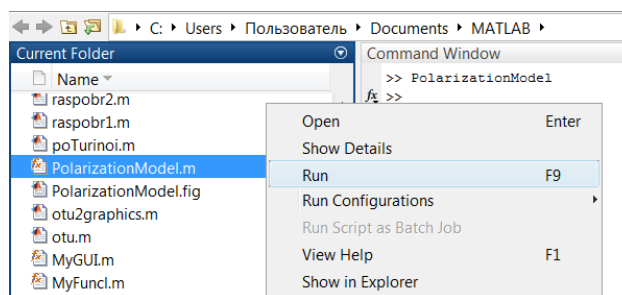 C: Users Пользователь Documents MATLAB
Current Folder
Name
raspobr2.m
raspobr1.m
poTurinoi.m
PolarizationModel.m
PolarizationModel.fig
otu2graphics.m
otu.m
MyGUI.m
MyFuncl.m
Command Window
>> PolarizationModel
fx >>
Open Enter
Show Details
Run F9
Run Configurations
Run Script as Batch Job
View Help F1
Show in Explorer